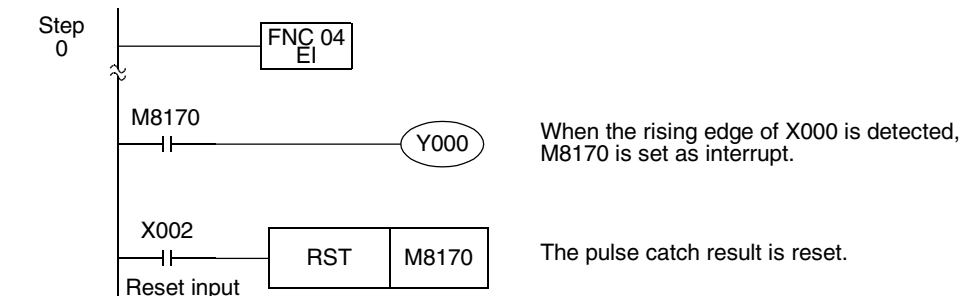 Step
0
FNC 04
EI
M8170
Y000
When the rising edge of X000 is detected,
M8170 is set as interrupt.
X002
RST
M8170
The pulse catch result is reset.
Reset input